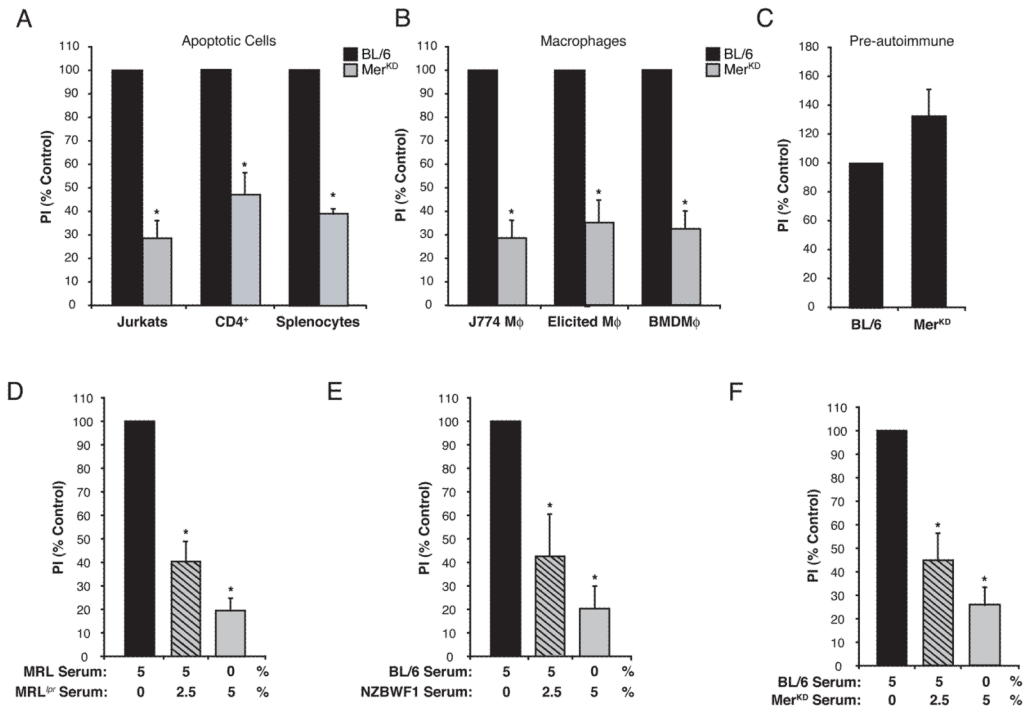 A
Apoptotic Cells
BL/6
Mer^KD
PI (% Control)
110
100
90
80
70
60
50
40
30
20
10
0
*
*
*
Jurkats CD4⁺ Splenocytes
B
Macrophages
BL/6
Mer^KD
PI (% Control)
110
100
90
80
70
60
50
40
30
20
10
0
*
*
*
J774 Mϕ Elicited Mϕ BMDMϕ
C
Pre-autoimmune
PI (% Control)
180
160
140
120
100
80
60
40
20
0
BL/6 Mer^KD
D
PI (% Control)
110
100
90
80
70
60
50
40
30
20
10
0
*
*
MRL Serum: 5 5 0 %
MRL^lpr Serum: 0 2.5 5 %
E
PI (% Control)
110
100
90
80
70
60
50
40
30
20
10
0
*
*
BL/6 Serum: 5 5 0 %
NZBWF1 Serum: 0 2.5 5 %
F
PI (% Control)
110
100
90
80
70
60
50
40
30
20
10
0
*
*
BL/6 Serum: 5 5 0 %
Mer^KD Serum: 0 2.5 5 %